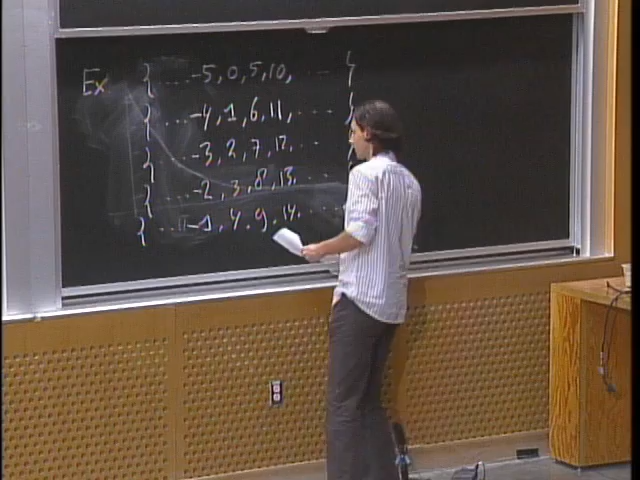 Ex { ... -5, 0, 5, 10, ... }
{ ... -4, 1, 6, 11, ... }
{ ... -3, 2, 7, 12, ... }
{ ... -2, 3, 8, 13, ...
{ ... -1, 4, 9, 14, ...